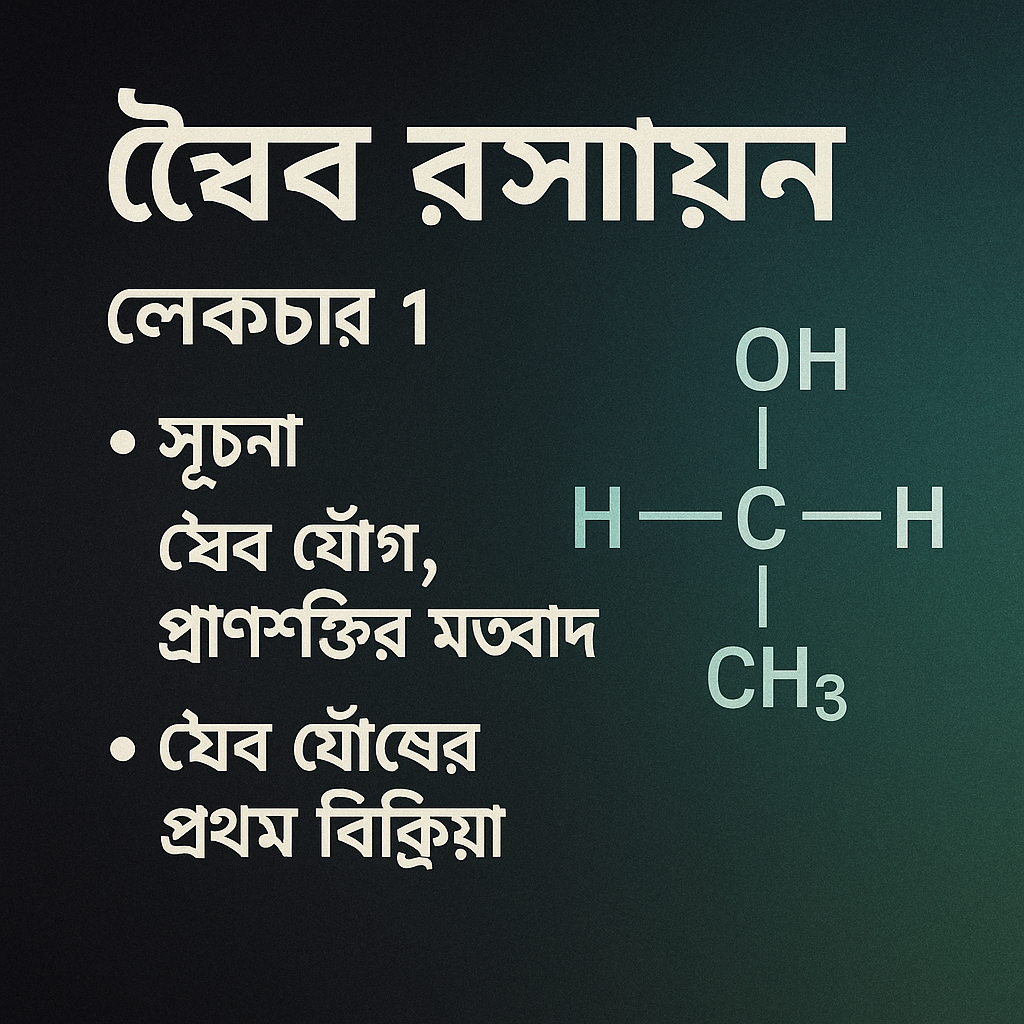 জৈব রসাায়ন
লেকচার 1
• সূচনা
যৈব যৌগ,
প্রাণশক্তির মতবাদ
• যৈব যৌষের
প্রথম বিক্রিয়া
OH
H — C — H
CH₃